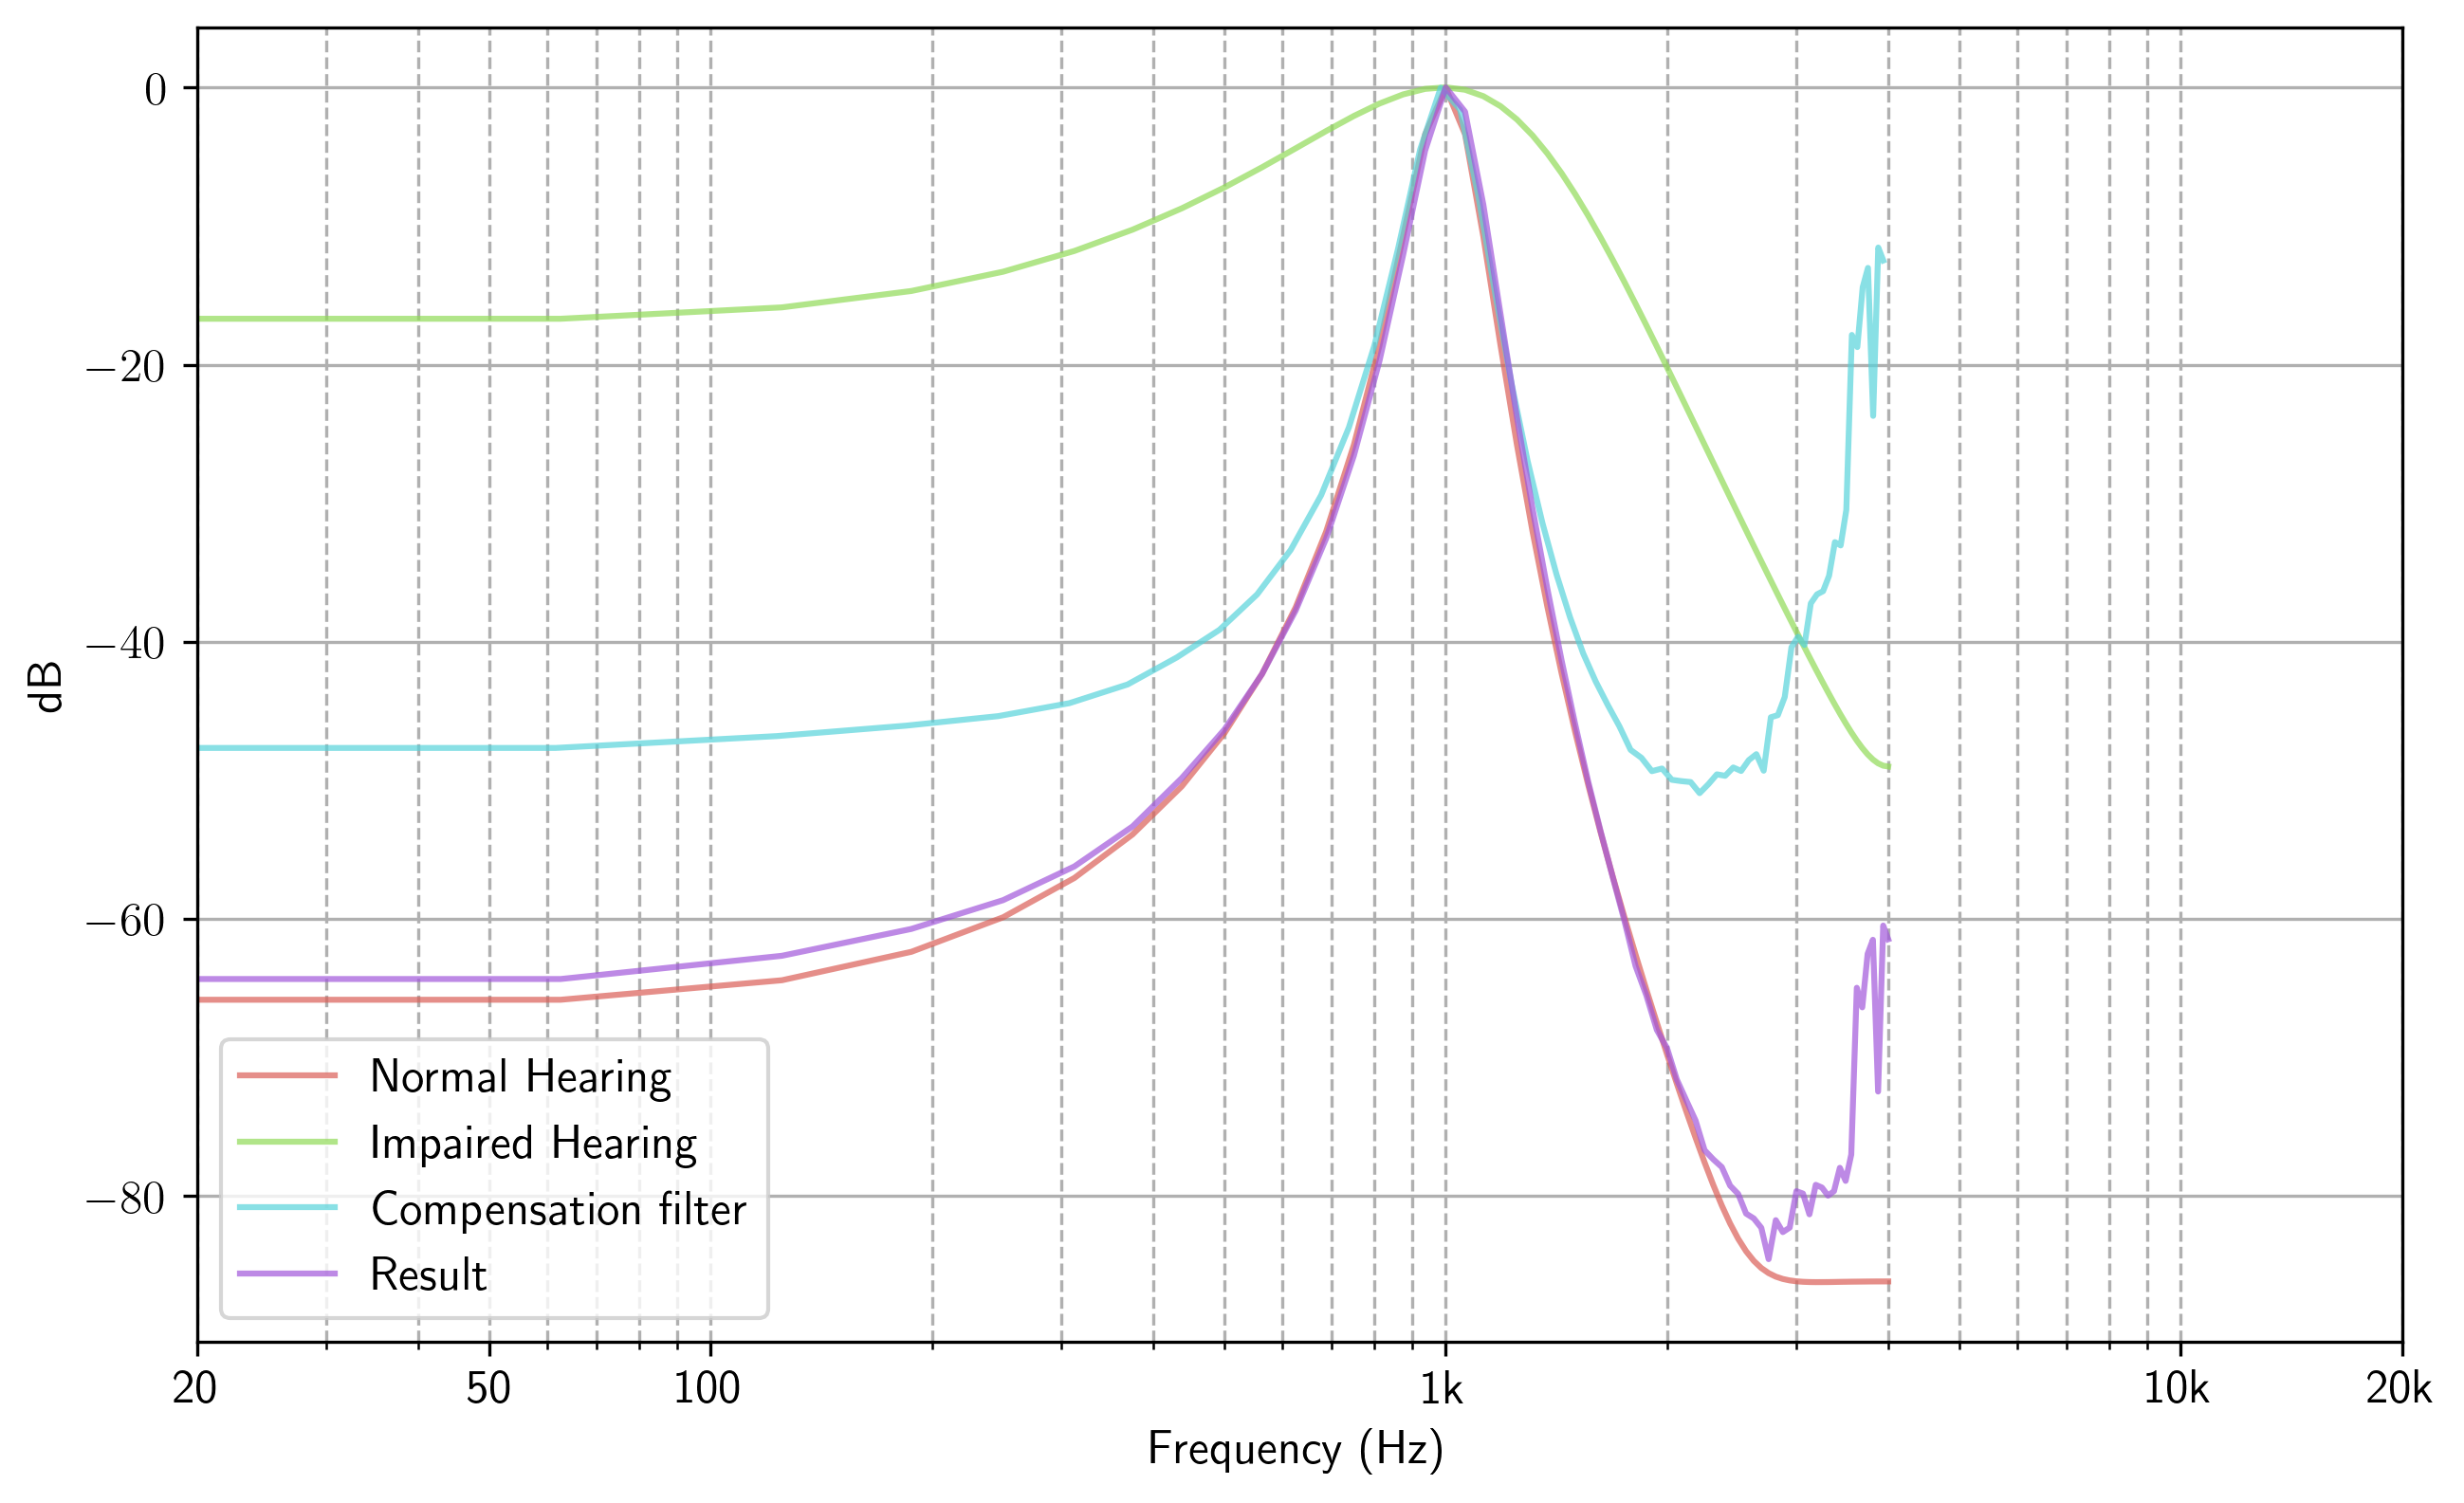 0
−20
−40
−60
−80
dB
Normal Hearing
Impaired Hearing
Compensation filter
Result
20 50 100 1k 10k 20k
Frequency (Hz)